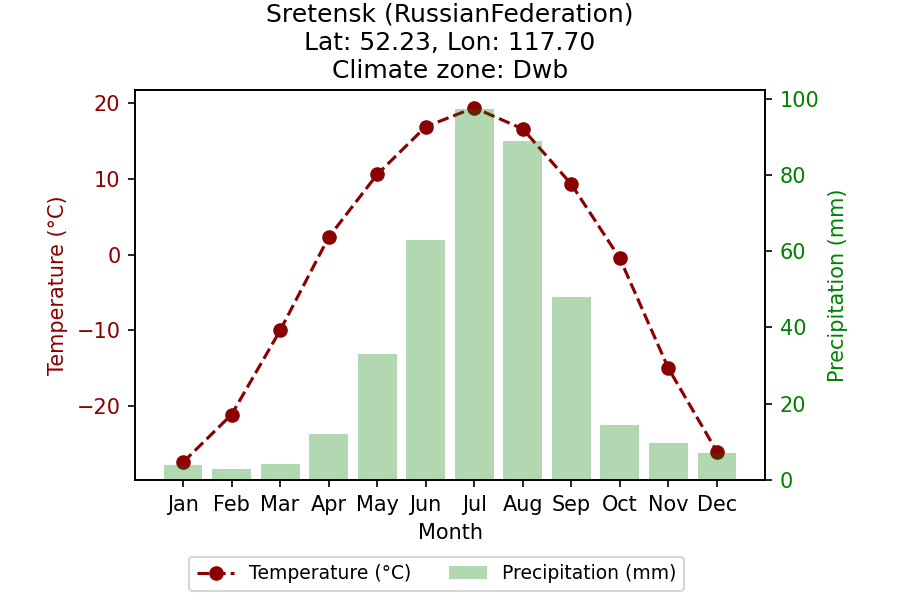 Sretensk (RussianFederation)
Lat: 52.23, Lon: 117.70
Climate zone: Dwb
20
10
0
−10
−20
Temperature (°C)
100
80
60
40
20
0
Precipitation (mm)
Jan Feb Mar Apr May Jun Jul Aug Sep Oct Nov Dec
Month
Temperature (°C) Precipitation (mm)